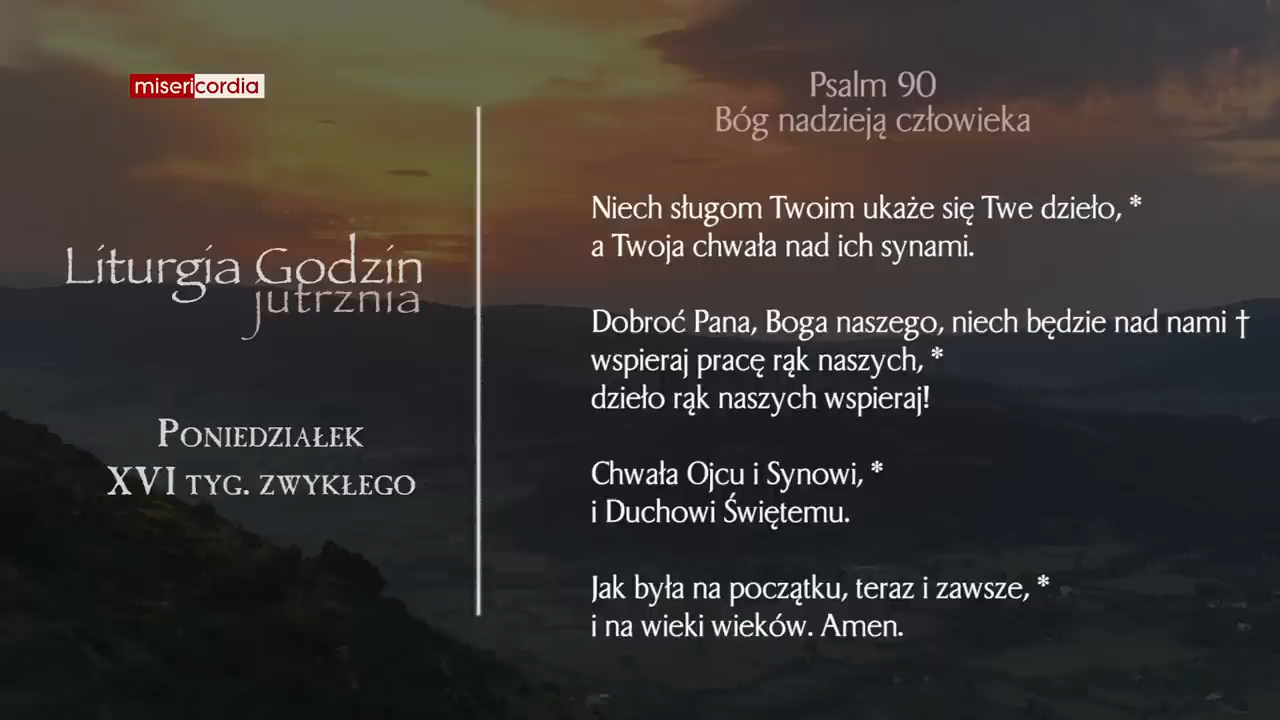 misericordia
Liturgia Godzin
jutrznia
Poniedziałek
XVI tyg. zwykłego
Psalm 90
Bóg nadzieją człowieka
Niech sługom Twoim ukaże się Twe dzieło, *
a Twoja chwała nad ich synami.
Dobroć Pana, Boga naszego, niech będzie nad nami †
wspieraj pracę rąk naszych, *
dzieło rąk naszych wspieraj!
Chwała Ojcu i Synowi, *
i Duchowi Świętemu.
Jak była na początku, teraz i zawsze, *
i na wieki wieków. Amen.